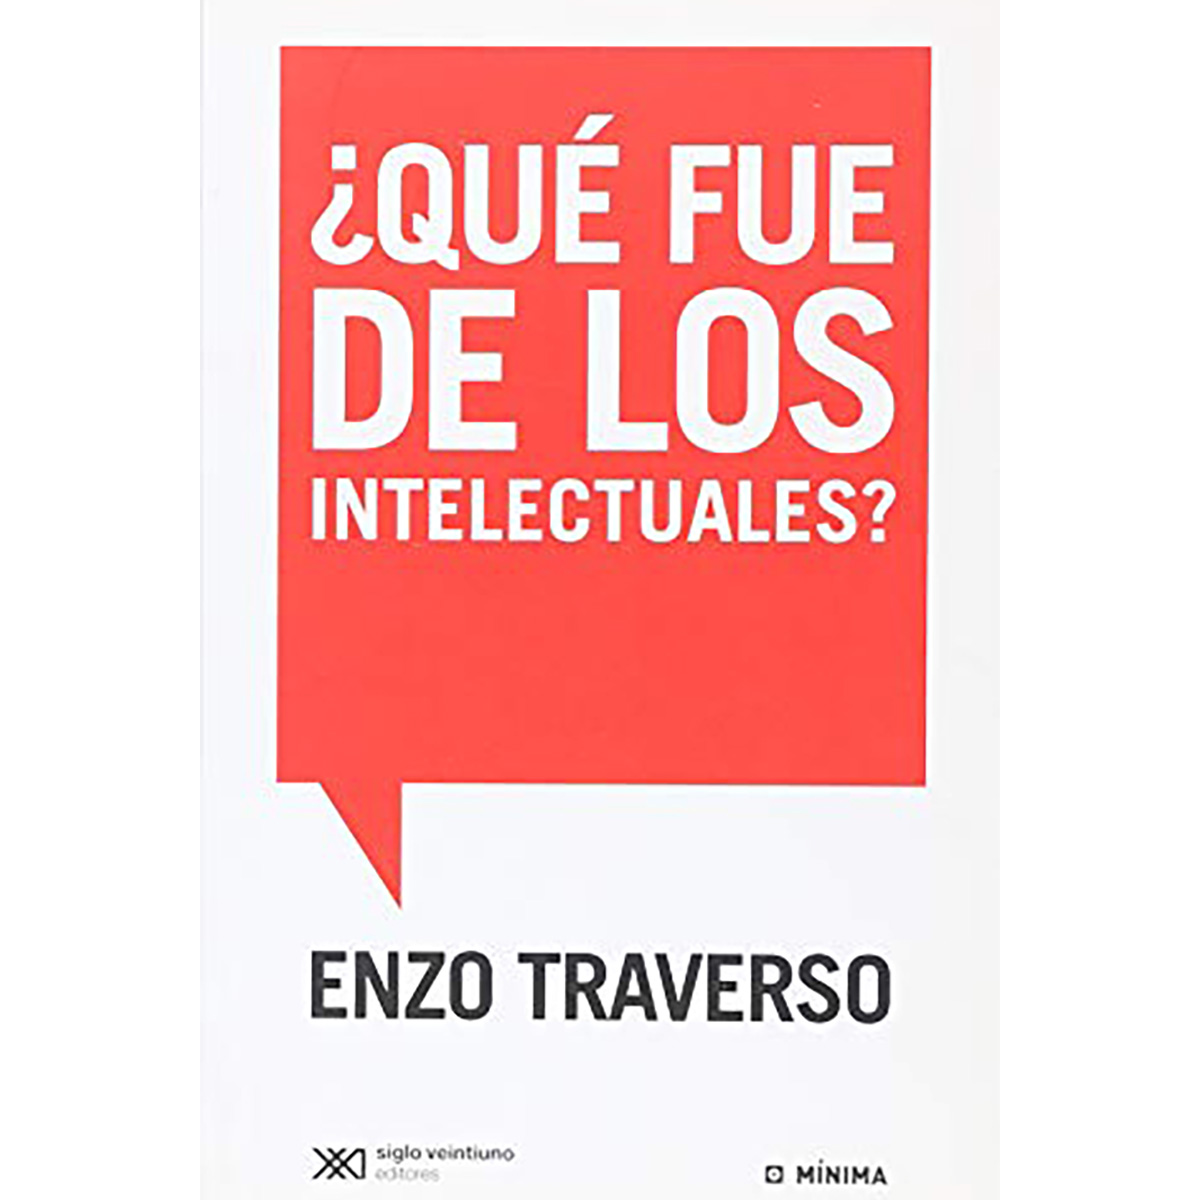 ¿QUÉ FUE
DE LOS
INTELECTUALES?
ENZO TRAVERSO
siglo veintiuno
editores
MÍNIMA